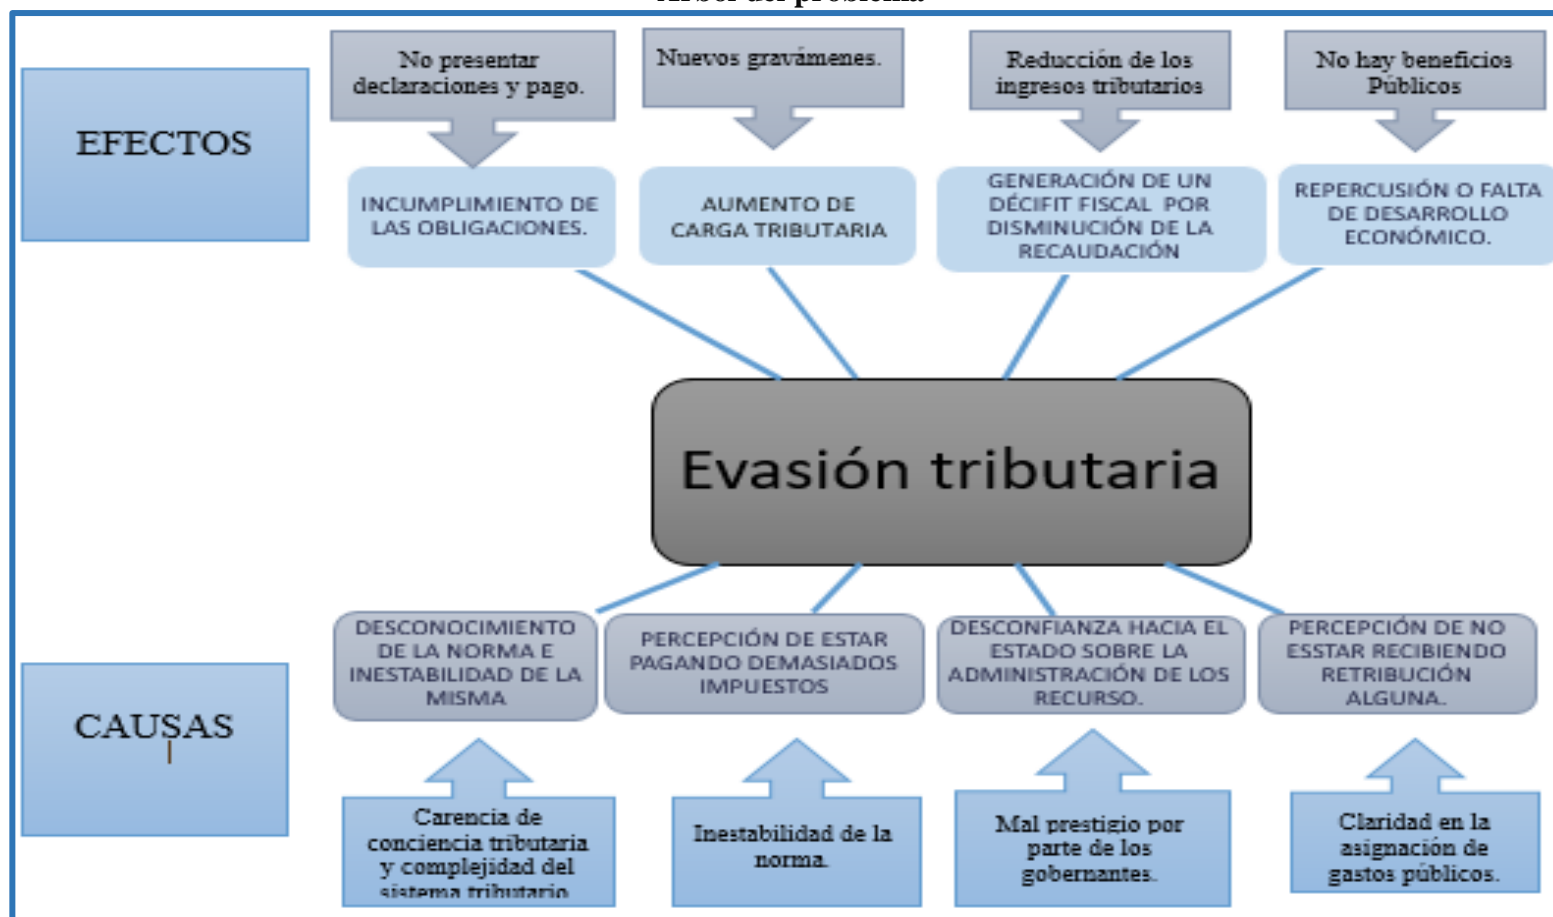 Árbol del problema
No presentar
declaraciones y pago.
Nuevos gravámenes.
Reducción de los
ingresos tributarios
No hay beneficios
Públicos
EFECTOS
INCUMPLIMIENTO DE
LAS OBLIGACIONES.
AUMENTO DE
CARGA TRIBUTARIA
GENERACIÓN DE UN
DÉCIFIT FISCAL POR
DISMINUCIÓN DE LA
RECAUDACIÓN
REPERCUSIÓN O FALTA
DE DESARROLLO
ECONÓMICO.
Evasión tributaria
DESCONOCIMIENTO
DE LA NORMA E
INESTABILIDAD DE LA
MISMA
PERCEPCIÓN DE ESTAR
PAGANDO DEMASIADOS
IMPUESTOS
DESCONFIANZA HACIA EL
ESTADO SOBRE LA
ADMINISTRACIÓN DE LOS
RECURSO.
PERCEPCIÓN DE NO
ESSTAR RECIBIENDO
RETRIBUCIÓN
ALGUNA.
CAUSAS
Carencia de
conciencia tributaria
y complejidad del
sistema tributario
Inestabilidad de la
norma.
Mal prestigio por
parte de los
gobernantes.
Claridad en la
asignación de
gastos públicos.